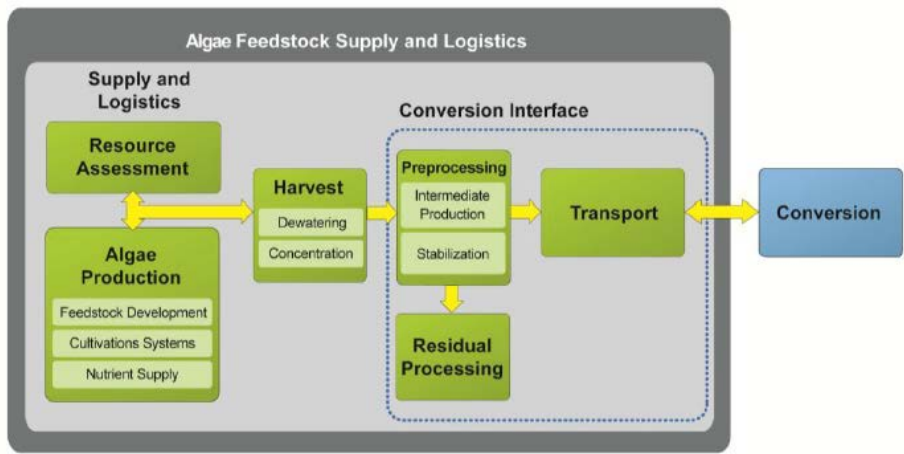 Algae Feedstock Supply and Logistics
Supply and
Logistics
Resource
Assessment
Algae
Production
Feedstock Development
Cultivations Systems
Nutrient Supply
Harvest
Dewatering
Concentration
Conversion Interface
Preprocessing
Intermediate
Production
Stabilization
Residual
Processing
Transport
Conversion